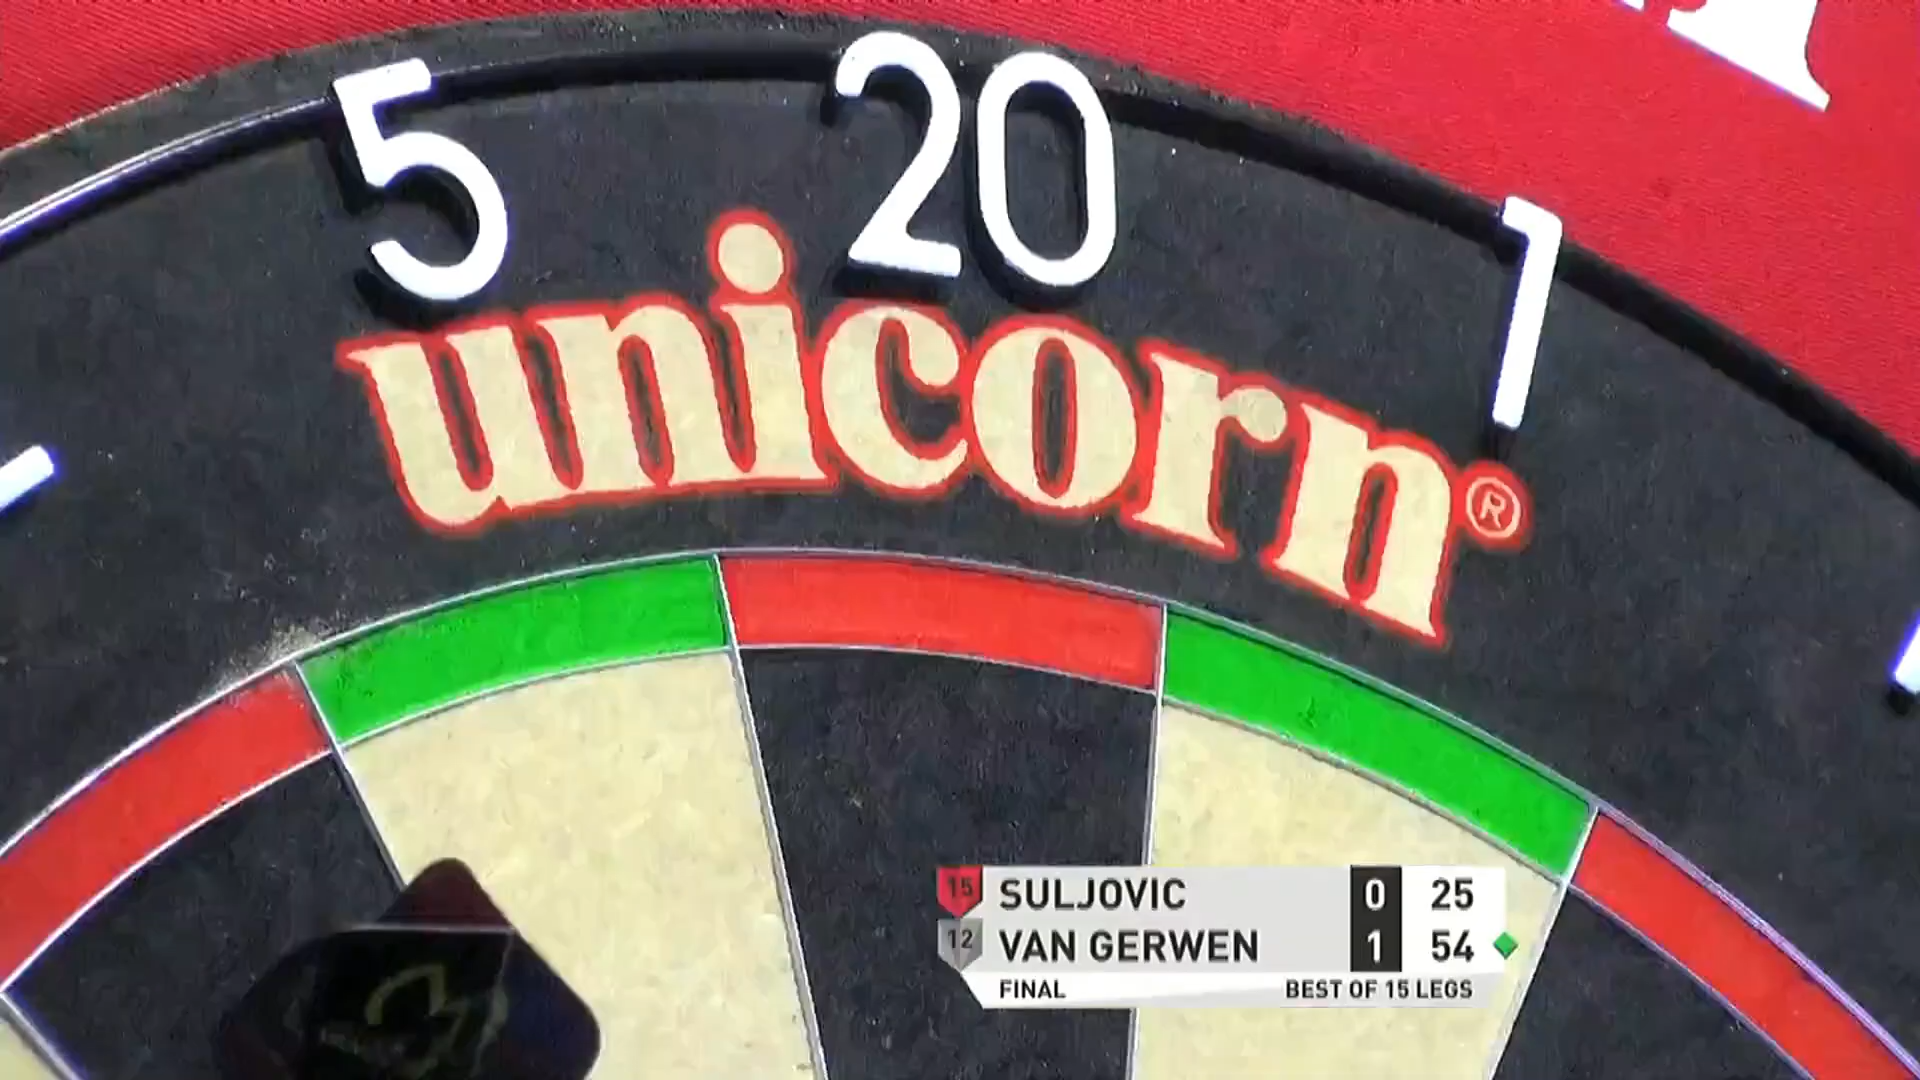 5 20 1
unicorn®
15 SULJOVIC 0 25
12 VAN GERWEN 1 54
FINAL BEST OF 15 LEGS